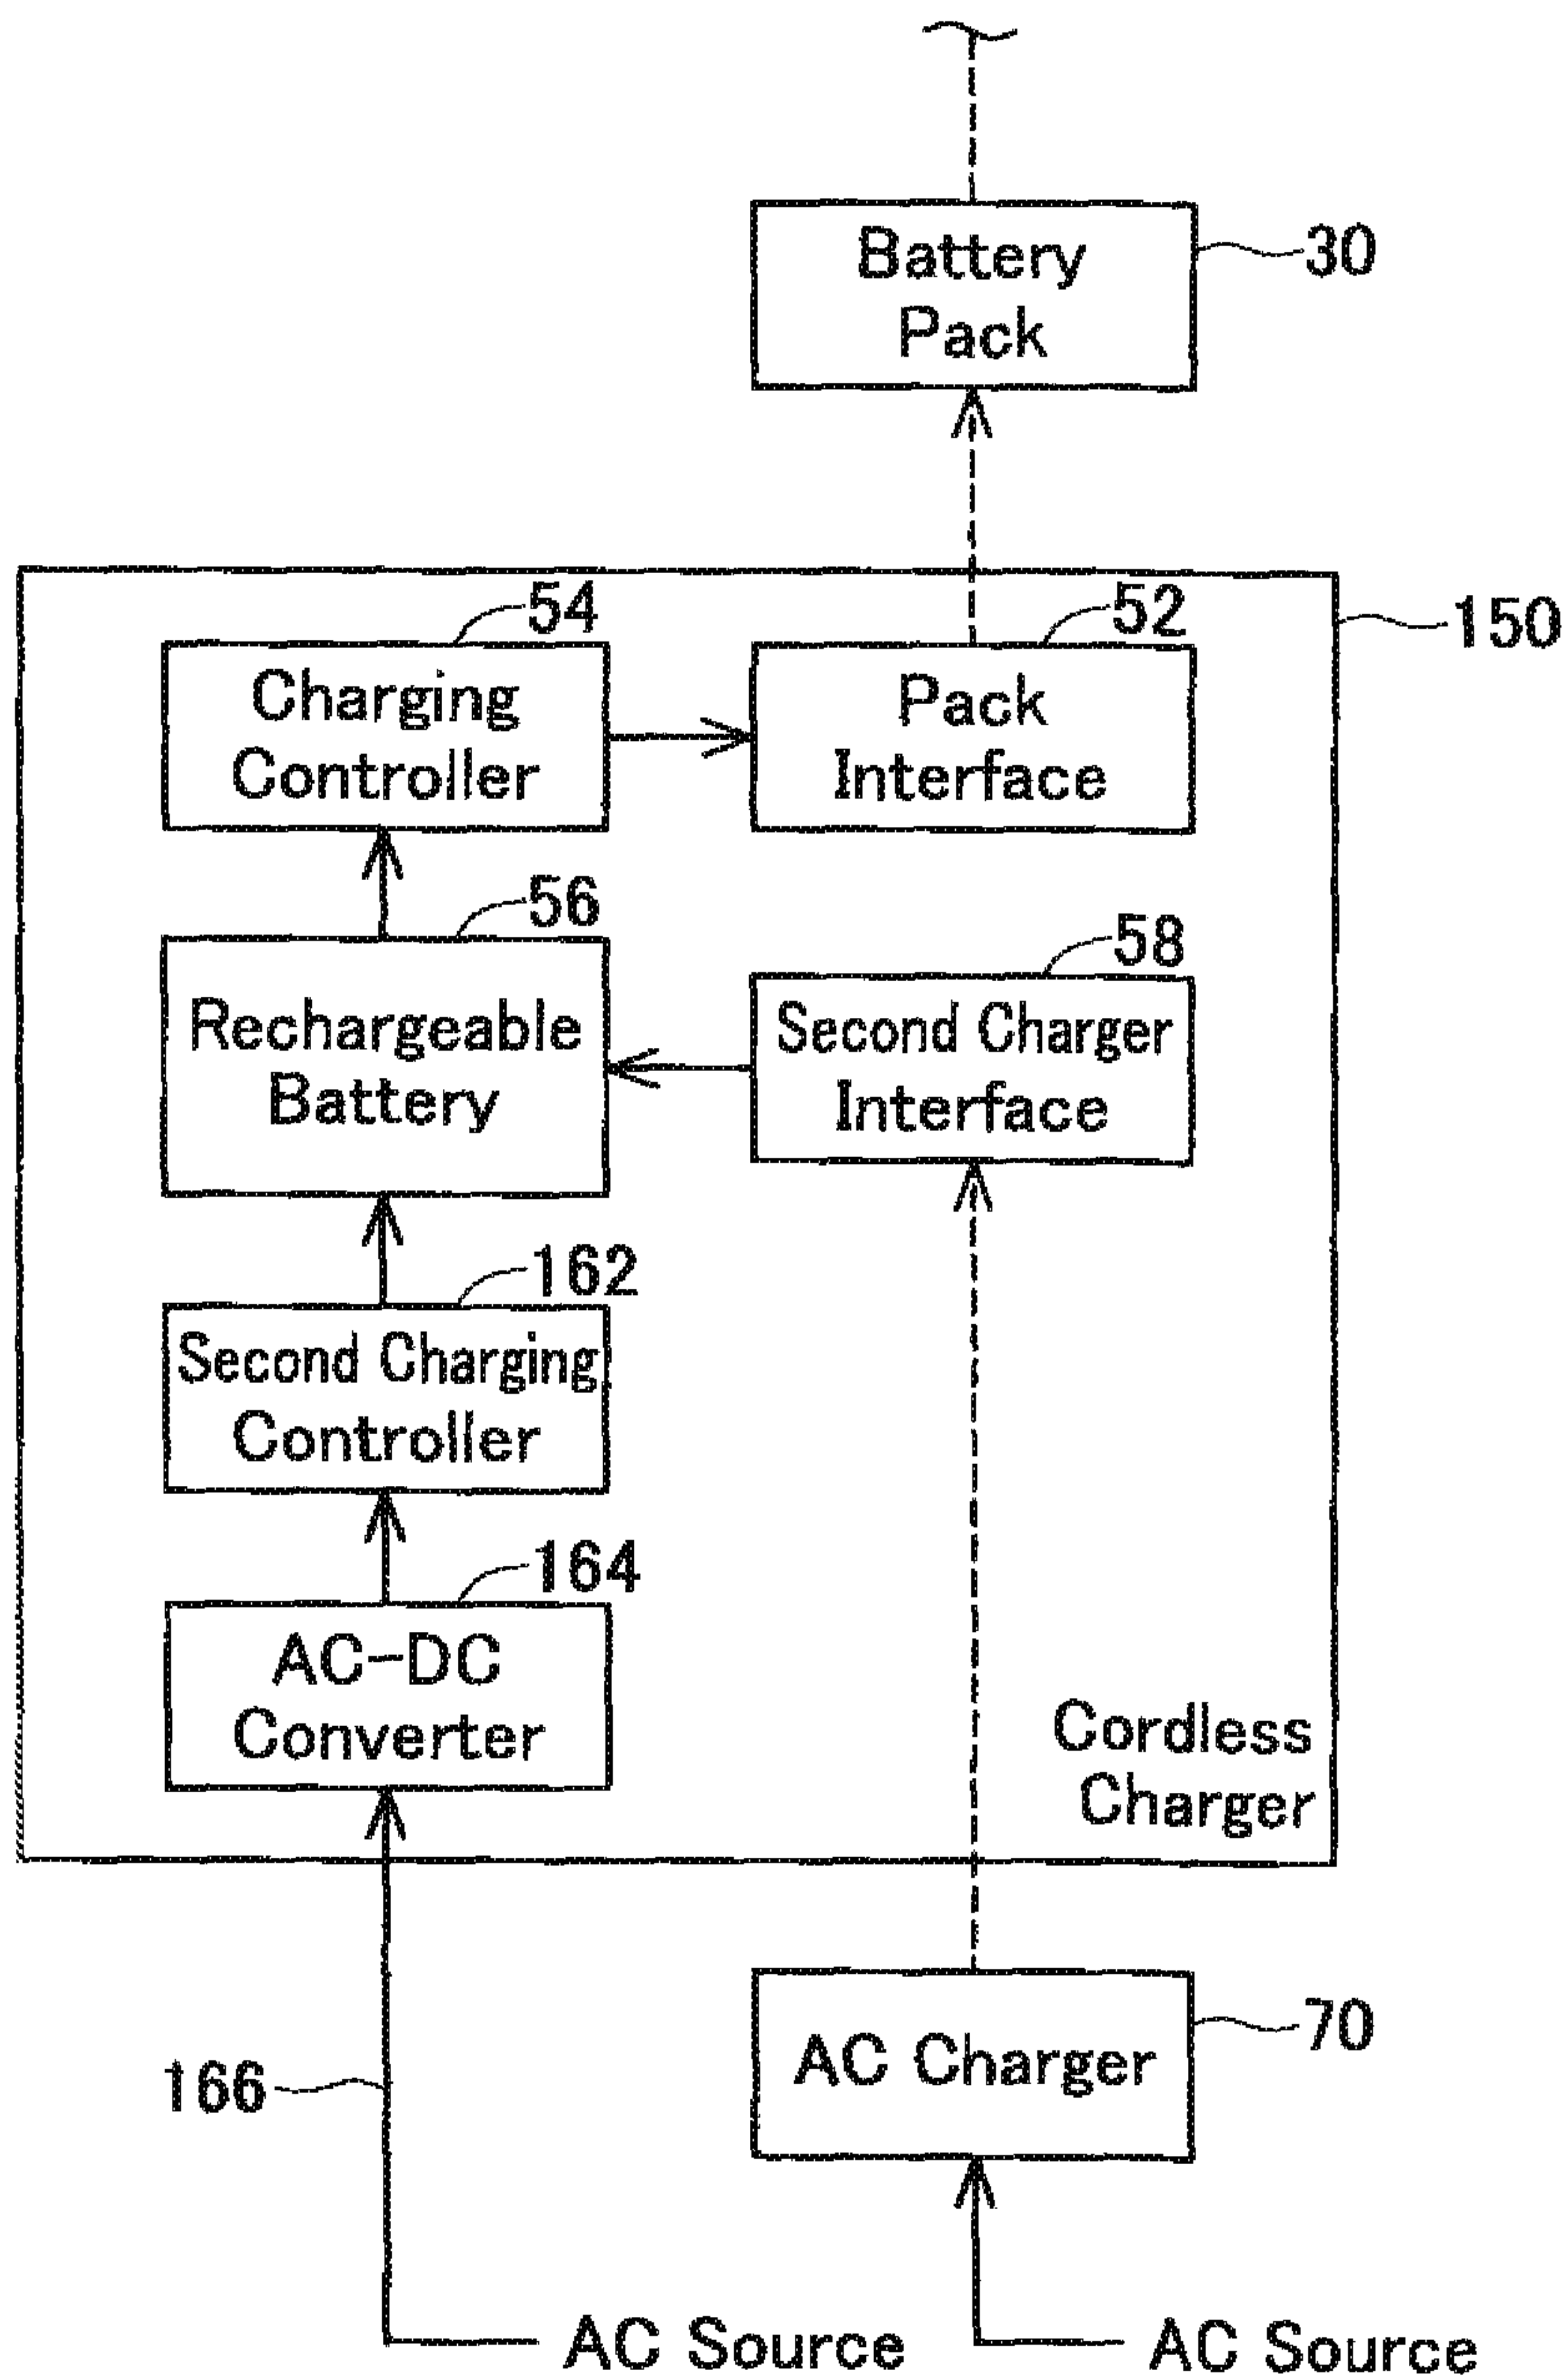 Battery
Pack
30
150
54
Charging
Controller
52
Pack
Interface
56
Rechargeable
Battery
58
Second Charger
Interface
162
Second Charging
Controller
164
AC-DC
Converter
Cordless
Charger
166
AC Charger
70
AC Source
AC Source